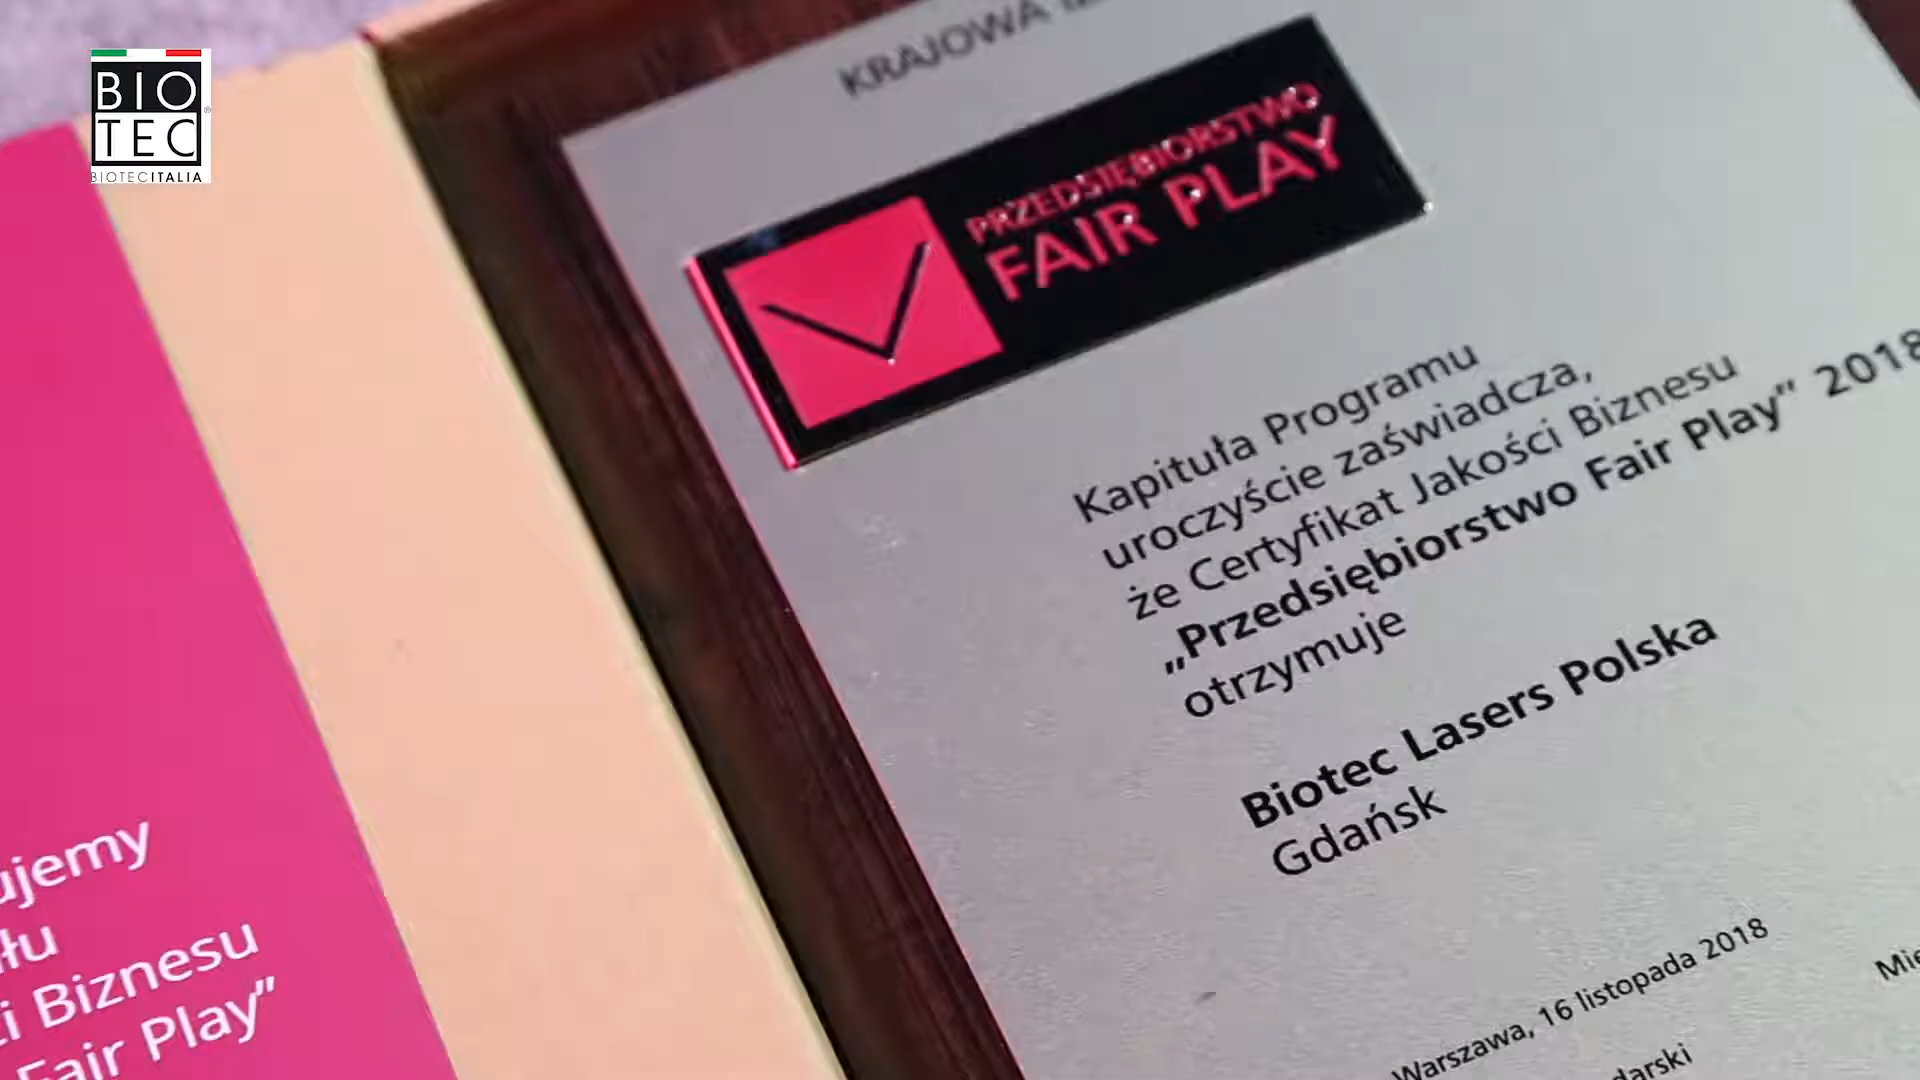 BIO
TEC
BIOTECITALIA
KRAJOWA
PRZEDSIĘBIORSTWO
FAIR PLAY
Kapituła Programu
uroczyście zaświadcza,
że Certyfikat Jakości Biznesu
„Przedsiębiorstwo Fair Play” 2018
otrzymuje
Biotec Lasers Polska
Gdańsk
Warszawa, 16 listopada 2018
ujemy
łu
i Biznesu
Fair Play”